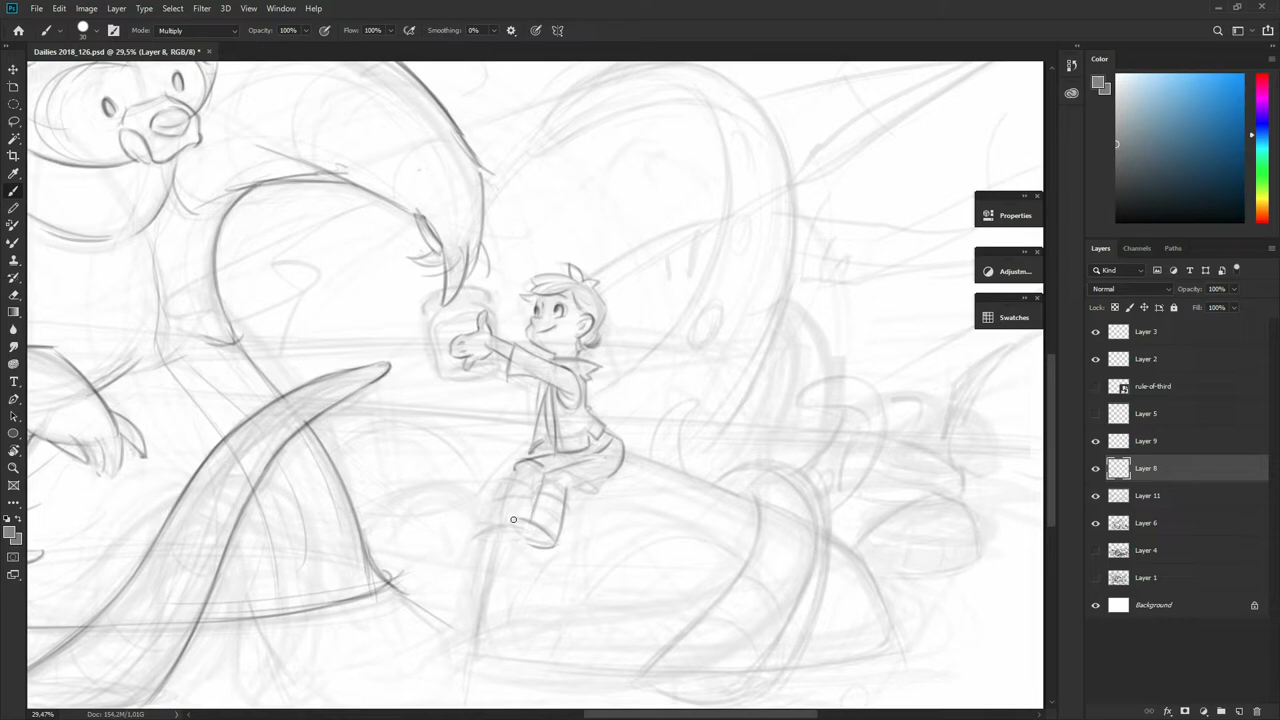 File Edit Image Layer Type Select Filter 3D View Window Help
30 Mode: Multiply Opacity: 100% Flow: 100% Smoothing: 0%
Dailies 2018_126.psd @ 29,5% (Layer 8, RGB/8) *
Color
Properties
Adjustm...
Swatches
Layers Channels Paths
Kind
Normal Opacity: 100%
Lock: Fill: 100%
Layer 3
Layer 2
rule-of-third
Layer 5
Layer 9
Layer 8
Layer 11
Layer 6
Layer 4
Layer 1
Background
29,47% Doc: 154,2M/1,01G